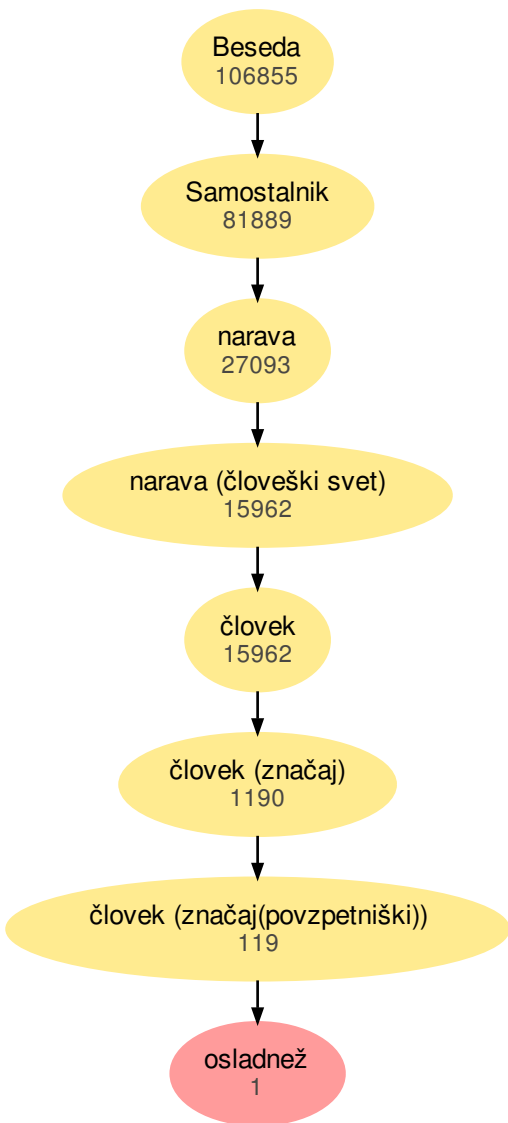 Beseda
106855
Samostalnik
81889
narava
27093
narava (človeški svet)
15962
človek
15962
človek (značaj)
1190
človek (značaj(povzpetniški))
119
osladnež
1